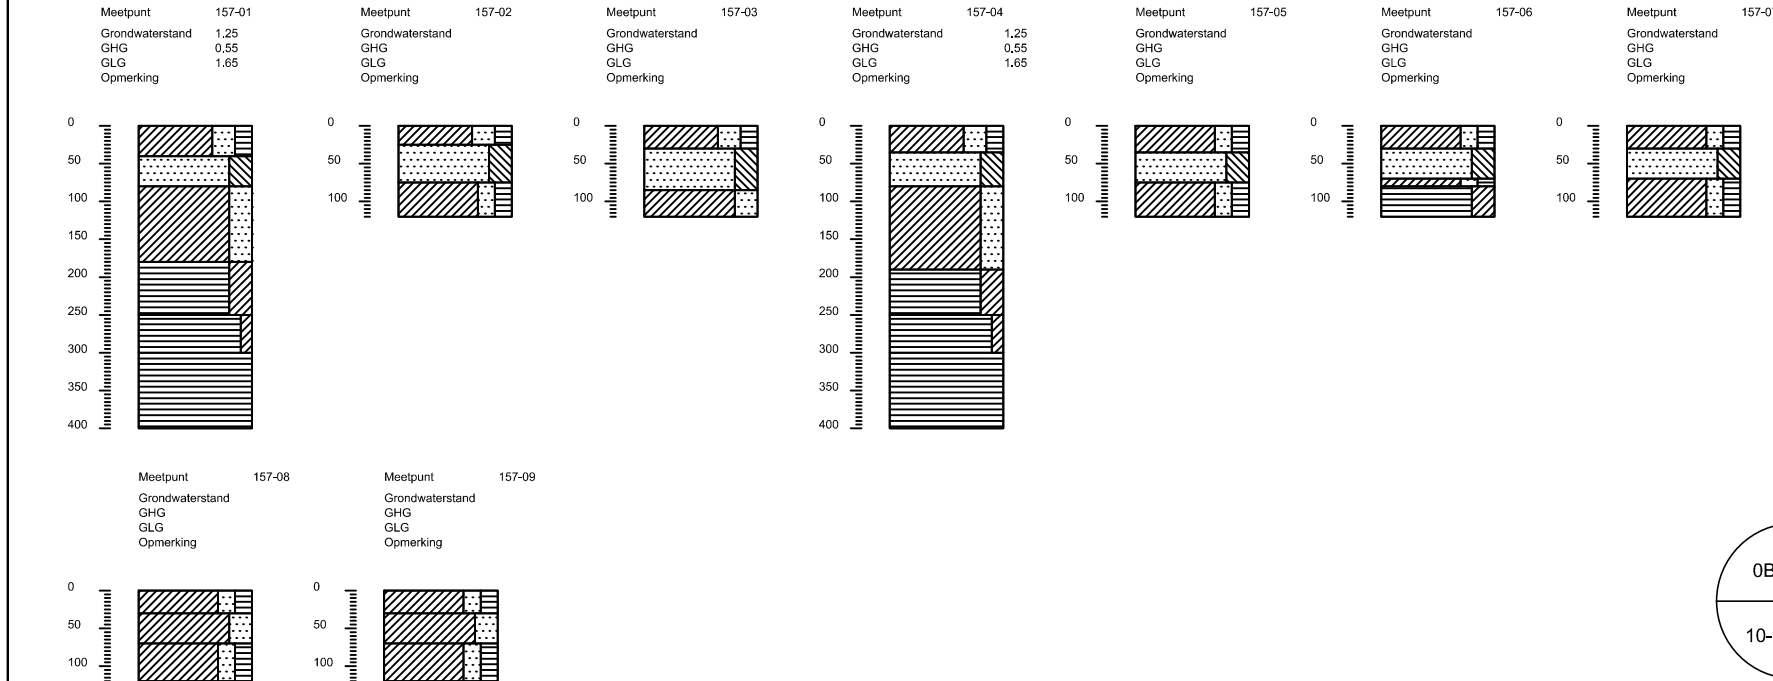 Meetpunt 157-01 Meetpunt 157-02 Meetpunt 157-03 Meetpunt 157-04 Meetpunt 157-05 Meetpunt 157-06 Meetpunt
Grondwaterstand 1.25 Grondwaterstand Grondwaterstand Grondwaterstand 1.25 Grondwaterstand Grondwaterstand Grondwaterstand
GHG 0.55 GHG GHG GHG 0.55 GHG GHG GHG
GLG 1.65 GLG GLG GLG 1.65 GLG GLG GLG
Opmerking Opmerking Opmerking Opmerking Opmerking Opmerking Opmerking
0 0 0 0 0 0 0
50 50 50 50 50 50 50
100 100 100 100 100 100 100
150 150
200 200
250 250
300 300
350 350
400 400
Meetpunt 157-08 Meetpunt 157-09
Grondwaterstand Grondwaterstand
GHG GHG
GLG GLG
Opmerking Opmerking
0 0
0B
50 50
10-
100 100